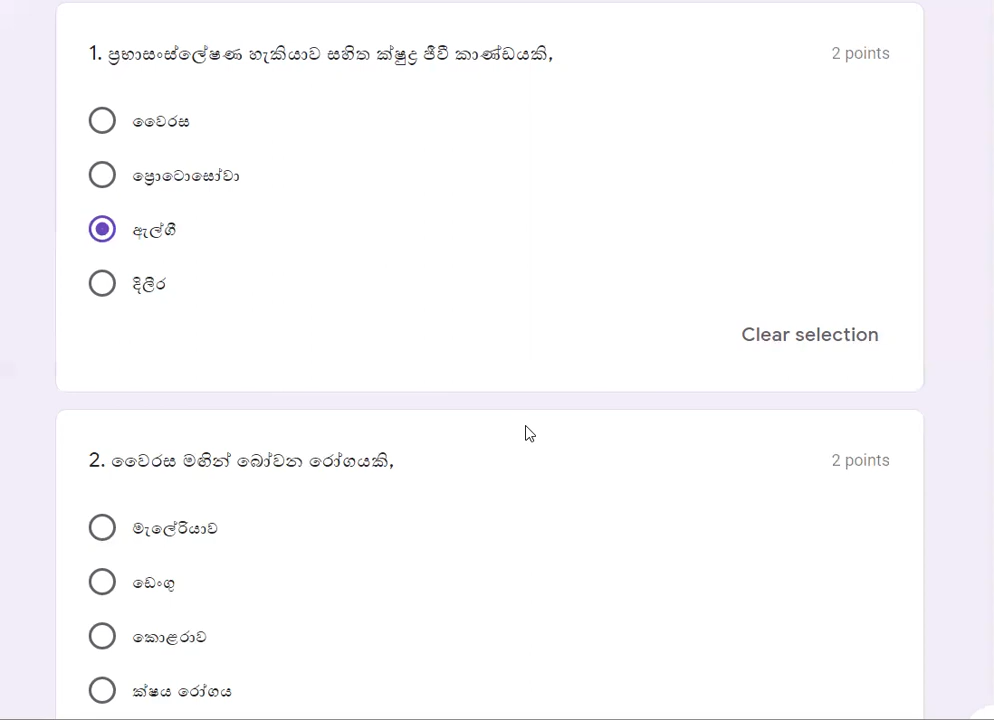 1. ප්‍රභාසංස්ලේෂණ හැකියාව සහිත ක්ෂුද්‍ර ජීවී කාණ්ඩයකි,
2 points
වෛරස
ප්‍රොටොසෝවා
ඇල්ගී
දිලීර
Clear selection
2. වෛරස මඟින් බෝවන රෝගයකි,
2 points
මැලේරියාව
ඩෙංගු
කොළරාව
ක්ෂය රෝගය